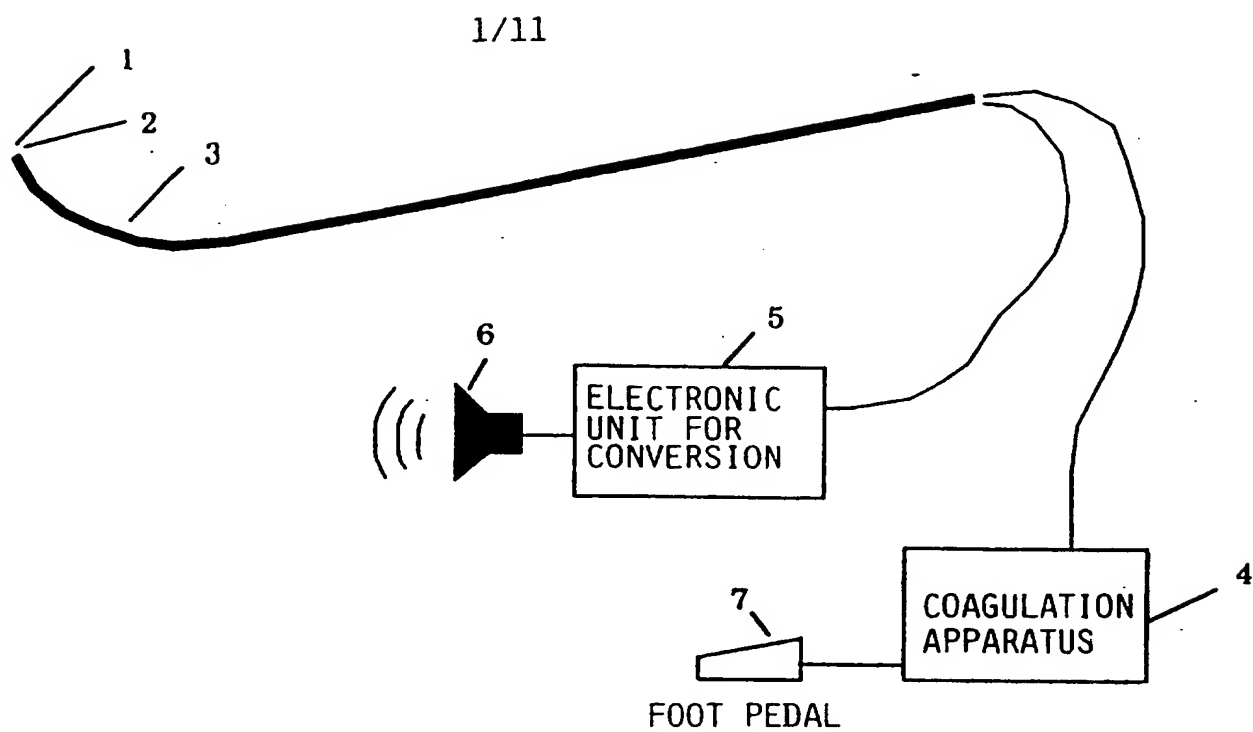 1/11
1
2
3
5
6
ELECTRONIC
UNIT FOR
CONVERSION
4
7
COAGULATION
APPARATUS
FOOT PEDAL